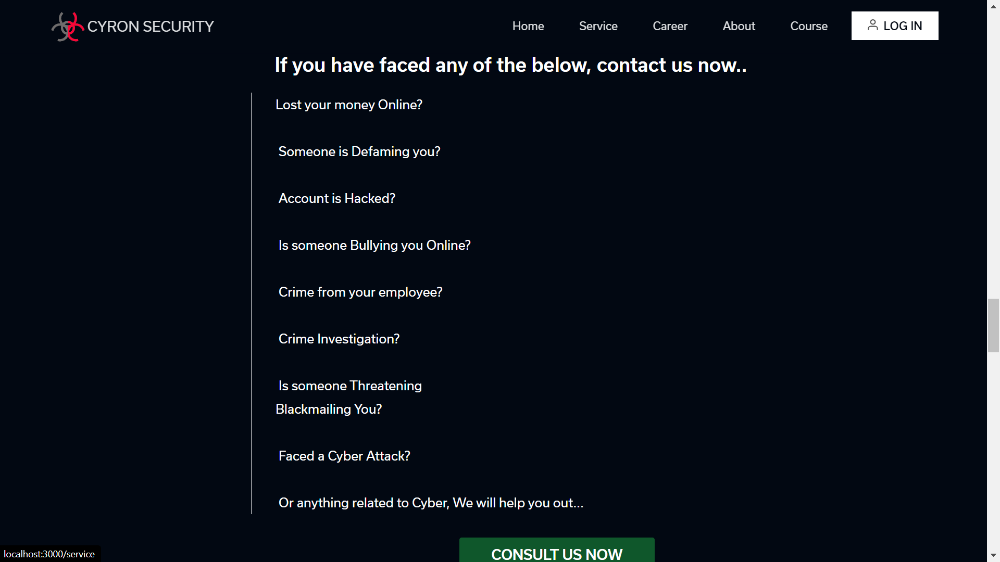 CYRON SECURITY
Home
Service
Career
About
Course
LOG IN
If you have faced any of the below, contact us now..
Lost your money Online?
Someone is Defaming you?
Account is Hacked?
Is someone Bullying you Online?
Crime from your employee?
Crime Investigation?
Is someone Threatening
Blackmailing You?
Faced a Cyber Attack?
Or anything related to Cyber, We will help you out...
CONSULT US NOW
localhost:3000/service